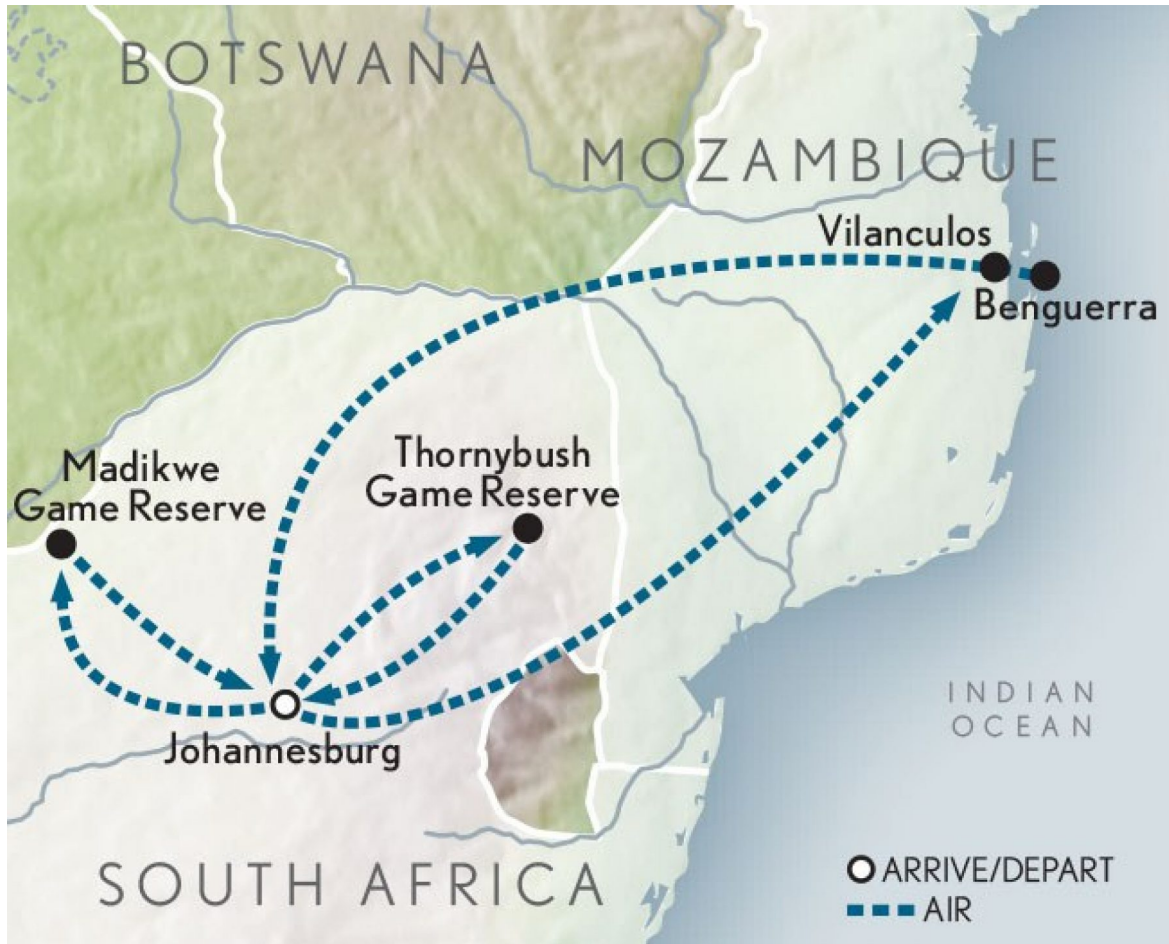 BOTSWANA
MOZAMBIQUE
Vilanculos
Benguerra
Madikwe
Game Reserve
Thornybush
Game Reserve
Johannesburg
INDIAN
OCEAN
SOUTH AFRICA
ARRIVE/DEPART
AIR